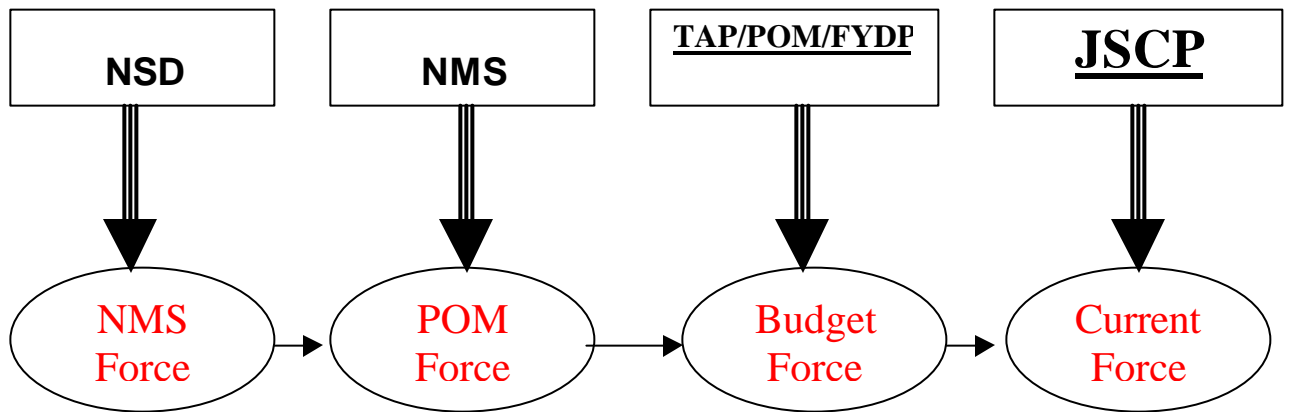 NSD
NMS
TAP/POM/FYDP
JSCP
NMS
Force
POM
Force
Budget
Force
Current
Force